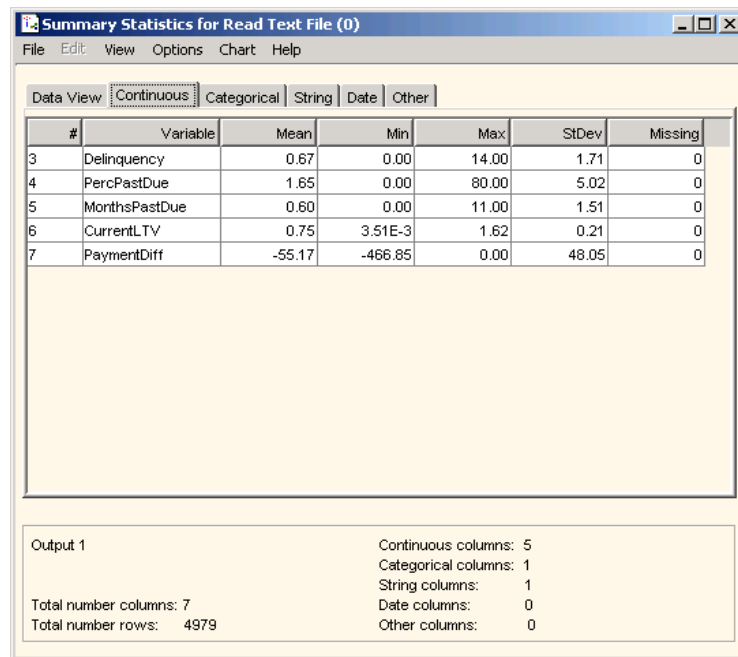 Summary Statistics for Read Text File (0)
File Edit View Options Chart Help
Data View Continuous Categorical String Date Other
# Variable Mean Min Max StDev Missing
3 Delinquency 0.67 0.00 14.00 1.71 0
4 PercPastDue 1.65 0.00 80.00 5.02 0
5 MonthsPastDue 0.60 0.00 11.00 1.51 0
6 CurrentLTV 0.75 3.51E-3 1.62 0.21 0
7 PaymentDiff -55.17 -466.85 0.00 48.05 0
Output 1 Continuous columns: 5
Categorical columns: 1
String columns: 1
Total number columns: 7 Date columns: 0
Total number rows: 4979 Other columns: 0